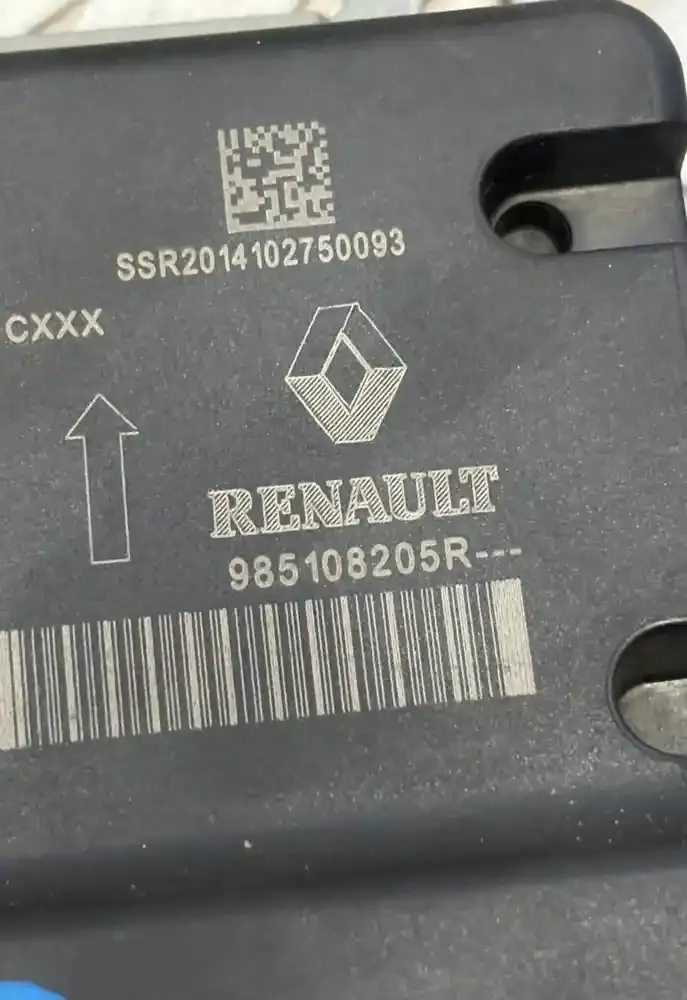 SSR2014102750093
CXXX
RENAULT
985108205R---